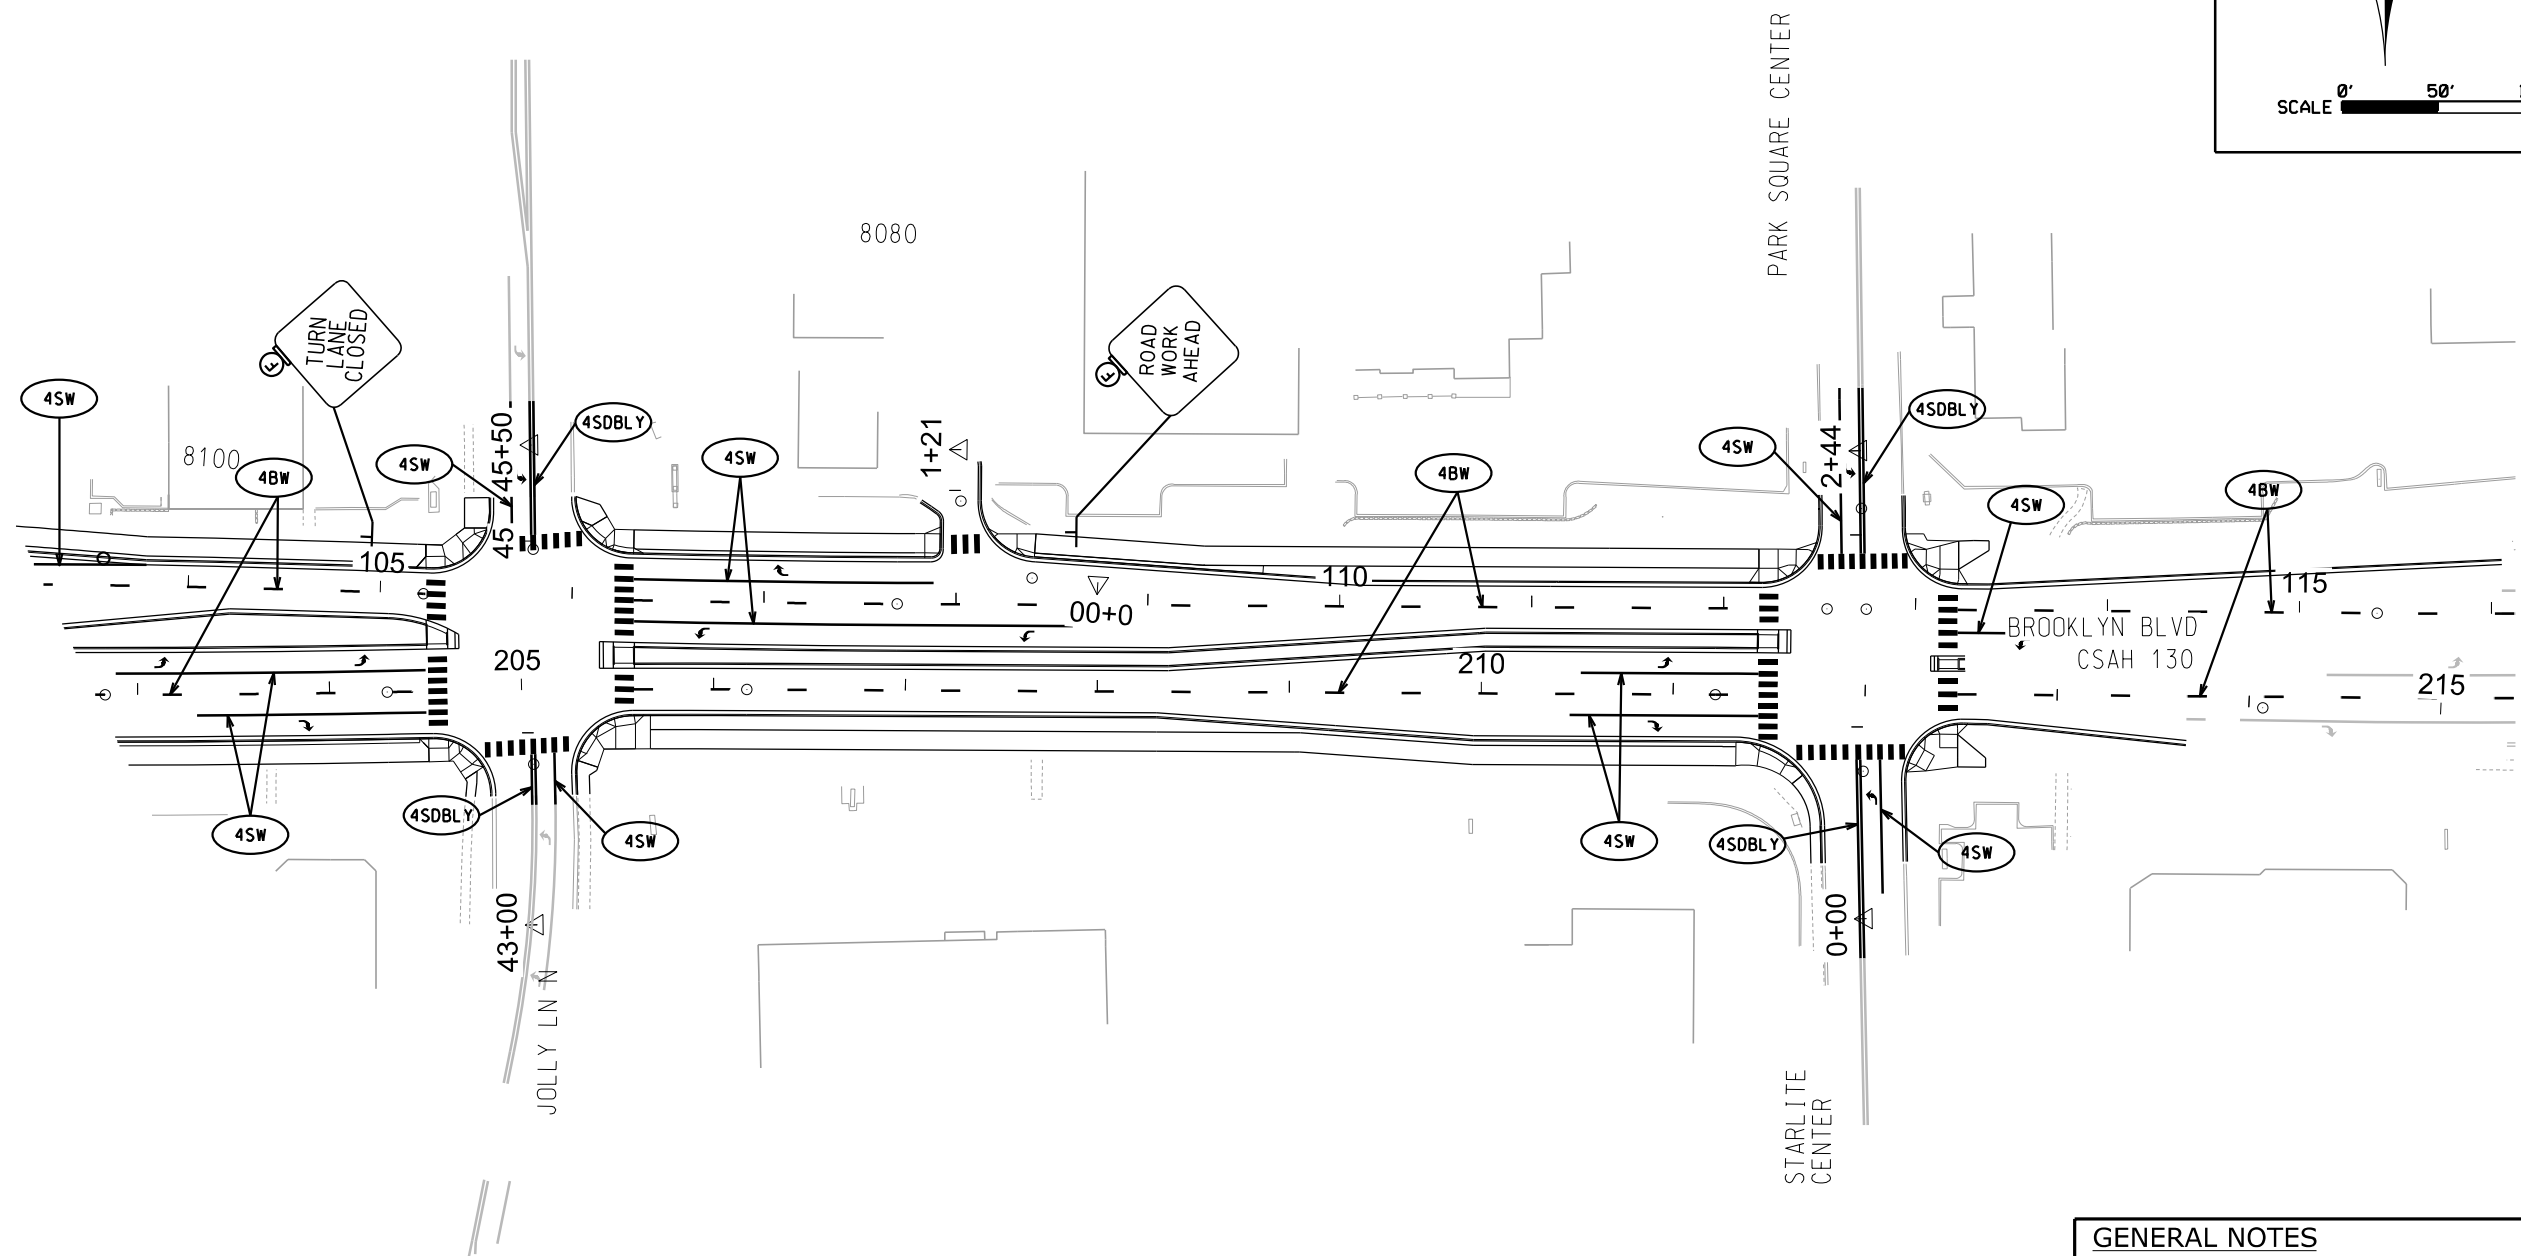 PARK SQUARE CENTER
0' 50'
SCALE
8080
TURN
LANE
CLOSED
F
ROAD
WORK
AHEAD
F
4SW
8100
4BW
4SW
45+50
4SDBLY
4SW
1+21
4BW
4SW
2+44
4SDBLY
4SW
4BW
45
105
110
115
0+00
BROOKLYN BLVD
CSAH 130
205
210
215
4SW
4SDBLY
4SW
4SW
4SDBLY
4SW
43+00
0+00
JOLLY LN N
STARLITE
CENTER
GENERAL NOTES